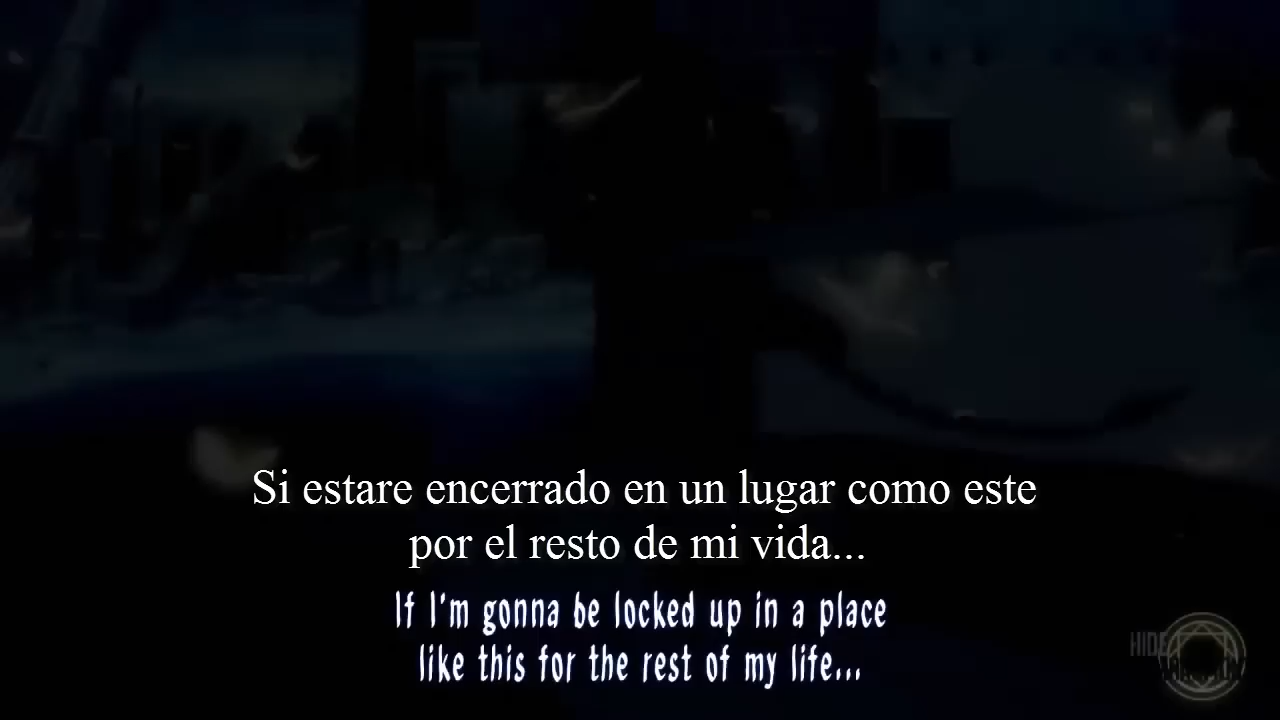 Si estare encerrado en un lugar como este
por el resto de mi vida...
If I'm gonna be locked up in a place
like this for the rest of my life...
HIDE